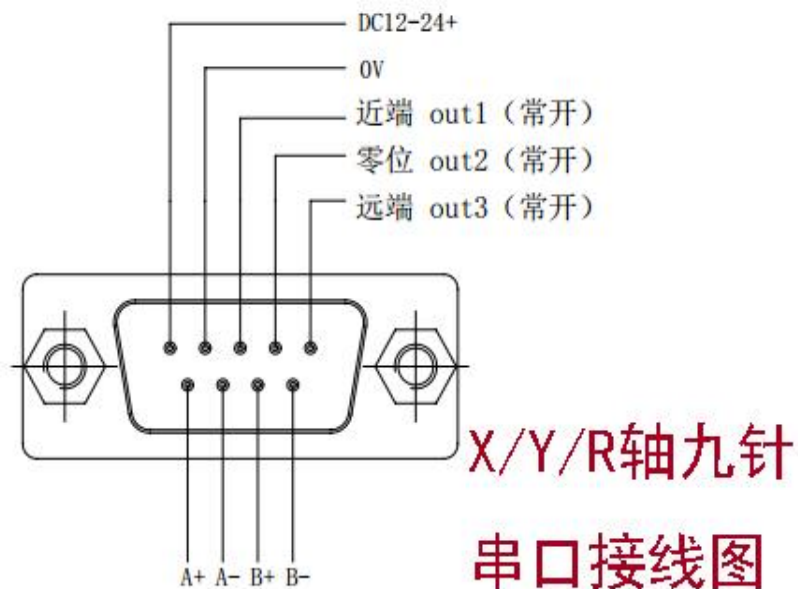 DC12-24+
0V
近端 out1（常开）
零位 out2（常开）
远端 out3（常开）
X/Y/R轴九针
串口接线图
A+ A- B+ B-